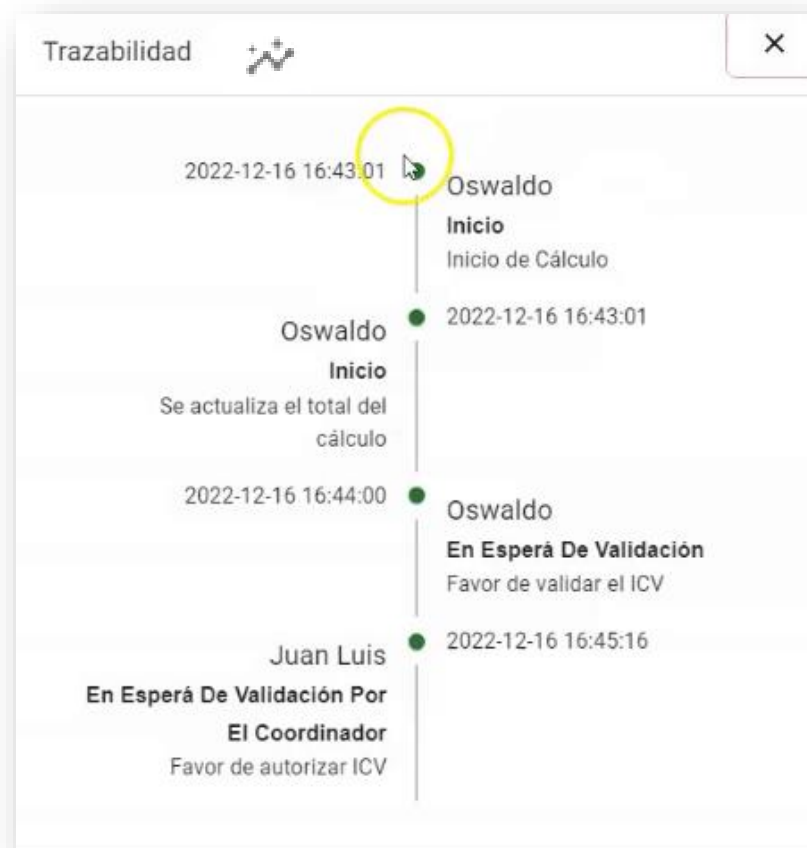 Trazabilidad
2022-12-16 16:43:01
Oswaldo
Inicio
Inicio de Cálculo
2022-12-16 16:43:01
Oswaldo
Inicio
Se actualiza el total del
cálculo
2022-12-16 16:44:00
Oswaldo
En Esperá De Validación
Favor de validar el ICV
2022-12-16 16:45:16
Juan Luis
En Esperá De Validación Por
El Coordinador
Favor de autorizar ICV